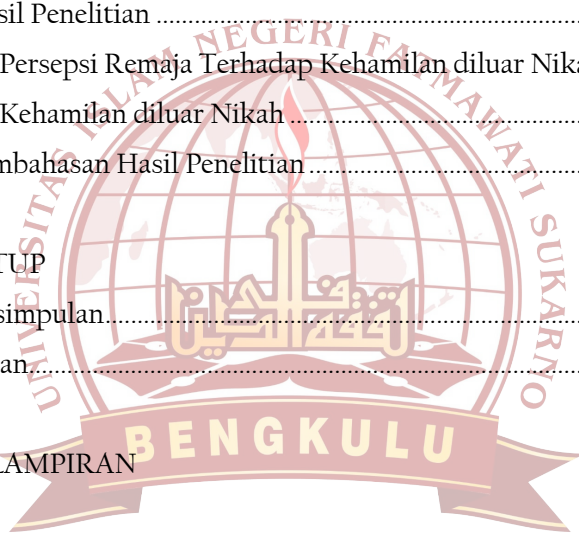 sil Penelitian ........................................................................
Persepsi Remaja Terhadap Kehamilan diluar Nika
Kehamilan diluar Nikah ................................................
mbahasan Hasil Penelitian .............................................
TUP
simpulan................................................................................
an..............................................................................................
LAMPIRAN
UNIVERSITAS ISLAM NEGERI FATMAWATI SUKARNO
BENGKULU